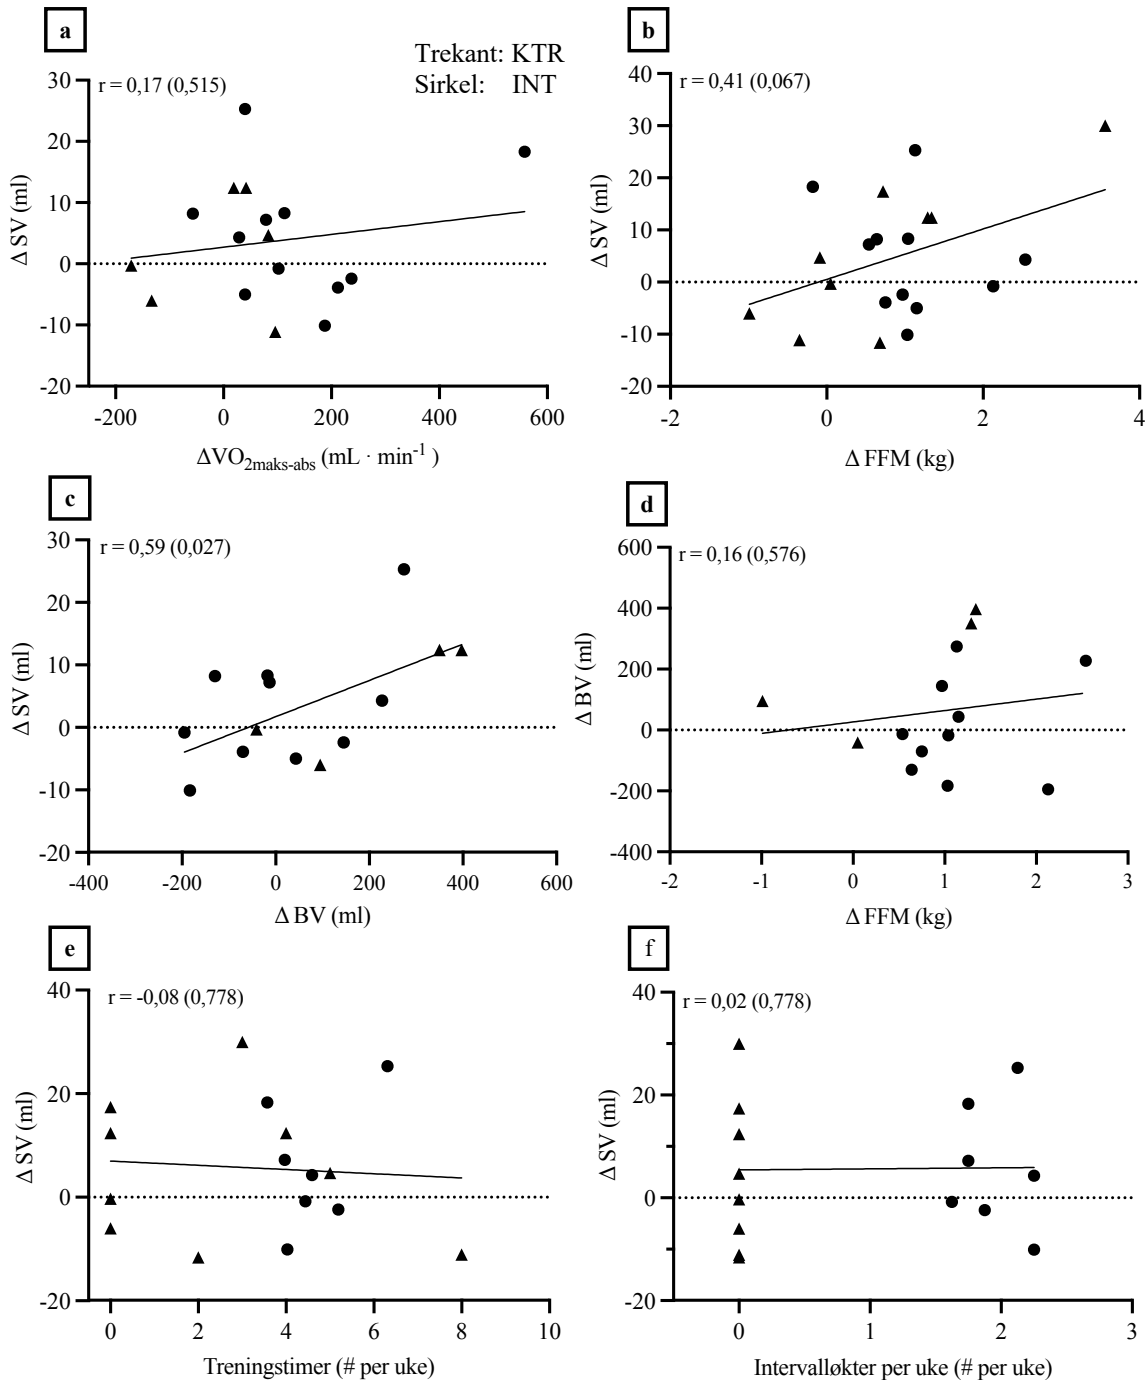 a
Trekant: KTR
Sirkel: INT
r = 0,17 (0,515)
30
20
10
0
-10
-20
Δ SV (ml)
-200
0
200
400
600
ΔVO2maks-abs (mL · min-1 )
b
r = 0,41 (0,067)
40
30
20
10
0
-10
-20
Δ SV (ml)
-2
0
2
4
Δ FFM (kg)
c
r = 0,59 (0,027)
30
20
10
0
-10
-20
Δ SV (ml)
-400
-200
0
200
400
600
Δ BV (ml)
d
r = 0,16 (0,576)
600
400
200
0
-200
-400
Δ BV (ml)
-2
-1
0
1
2
3
Δ FFM (kg)
e
r = -0,08 (0,778)
40
20
0
-20
Δ SV (ml)
0
2
4
6
8
10
Treningstimer (# per uke)
f
r = 0,02 (0,778)
40
20
0
-20
Δ SV (ml)
0
1
2
3
Intervalløkter per uke (# per uke)